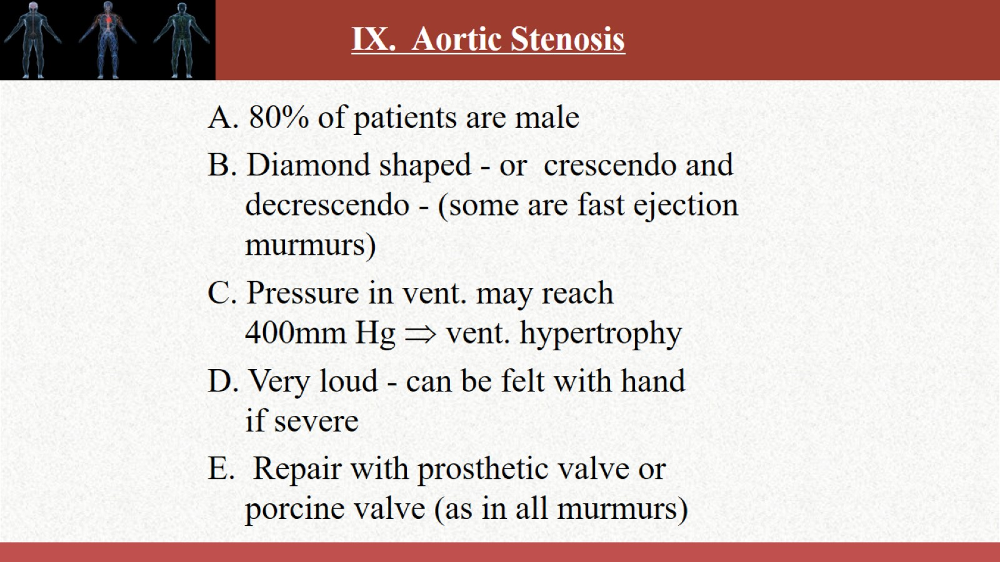 IX. Aortic Stenosis
A. 80% of patients are male
B. Diamond shaped - or crescendo and
decrescendo - (some are fast ejection
murmurs)
C. Pressure in vent. may reach
400mm Hg ⇒ vent. hypertrophy
D. Very loud - can be felt with hand
if severe
E. Repair with prosthetic valve or
porcine valve (as in all murmurs)